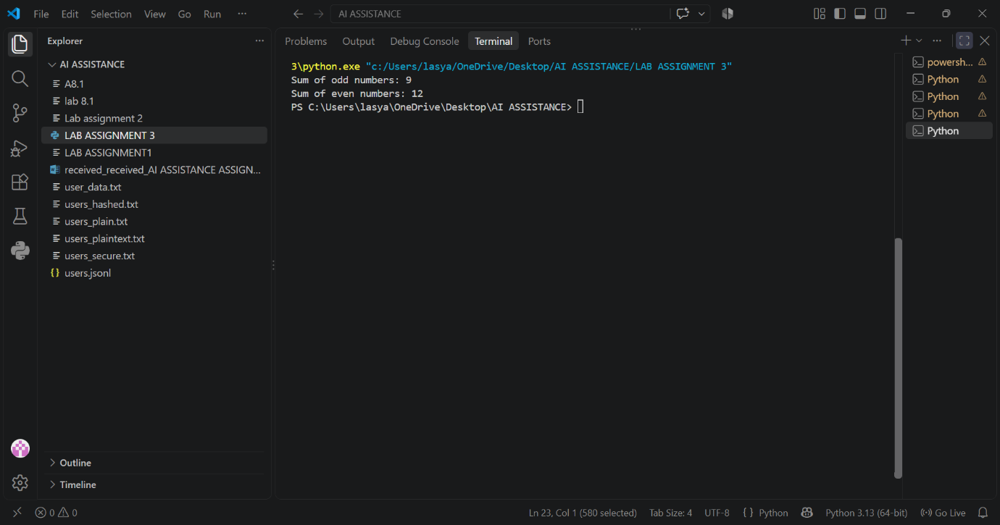 File Edit Selection View Go Run ···
AI ASSISTANCE
Explorer
AI ASSISTANCE
A8.1
lab 8.1
Lab assignment 2
LAB ASSIGNMENT 3
LAB ASSIGNMENT1
received_received_AI ASSISTANCE ASSIGN...
user_data.txt
users_hashed.txt
users_plain.txt
users_plaintext.txt
users_secure.txt
{} users.jsonl
Outline
Timeline
Problems Output Debug Console Terminal Ports
3\python.exe "c:/Users/lasya/OneDrive/Desktop/AI ASSISTANCE/LAB ASSIGNMENT 3"
Sum of odd numbers: 9
Sum of even numbers: 12
PS C:\Users\lasya\OneDrive\Desktop\AI ASSISTANCE>
powersh...
Python
Python
Python
Python
0 0 Ln 23, Col 1 (580 selected) Tab Size: 4 UTF-8 {} Python Python 3.13 (64-bit) Go Live